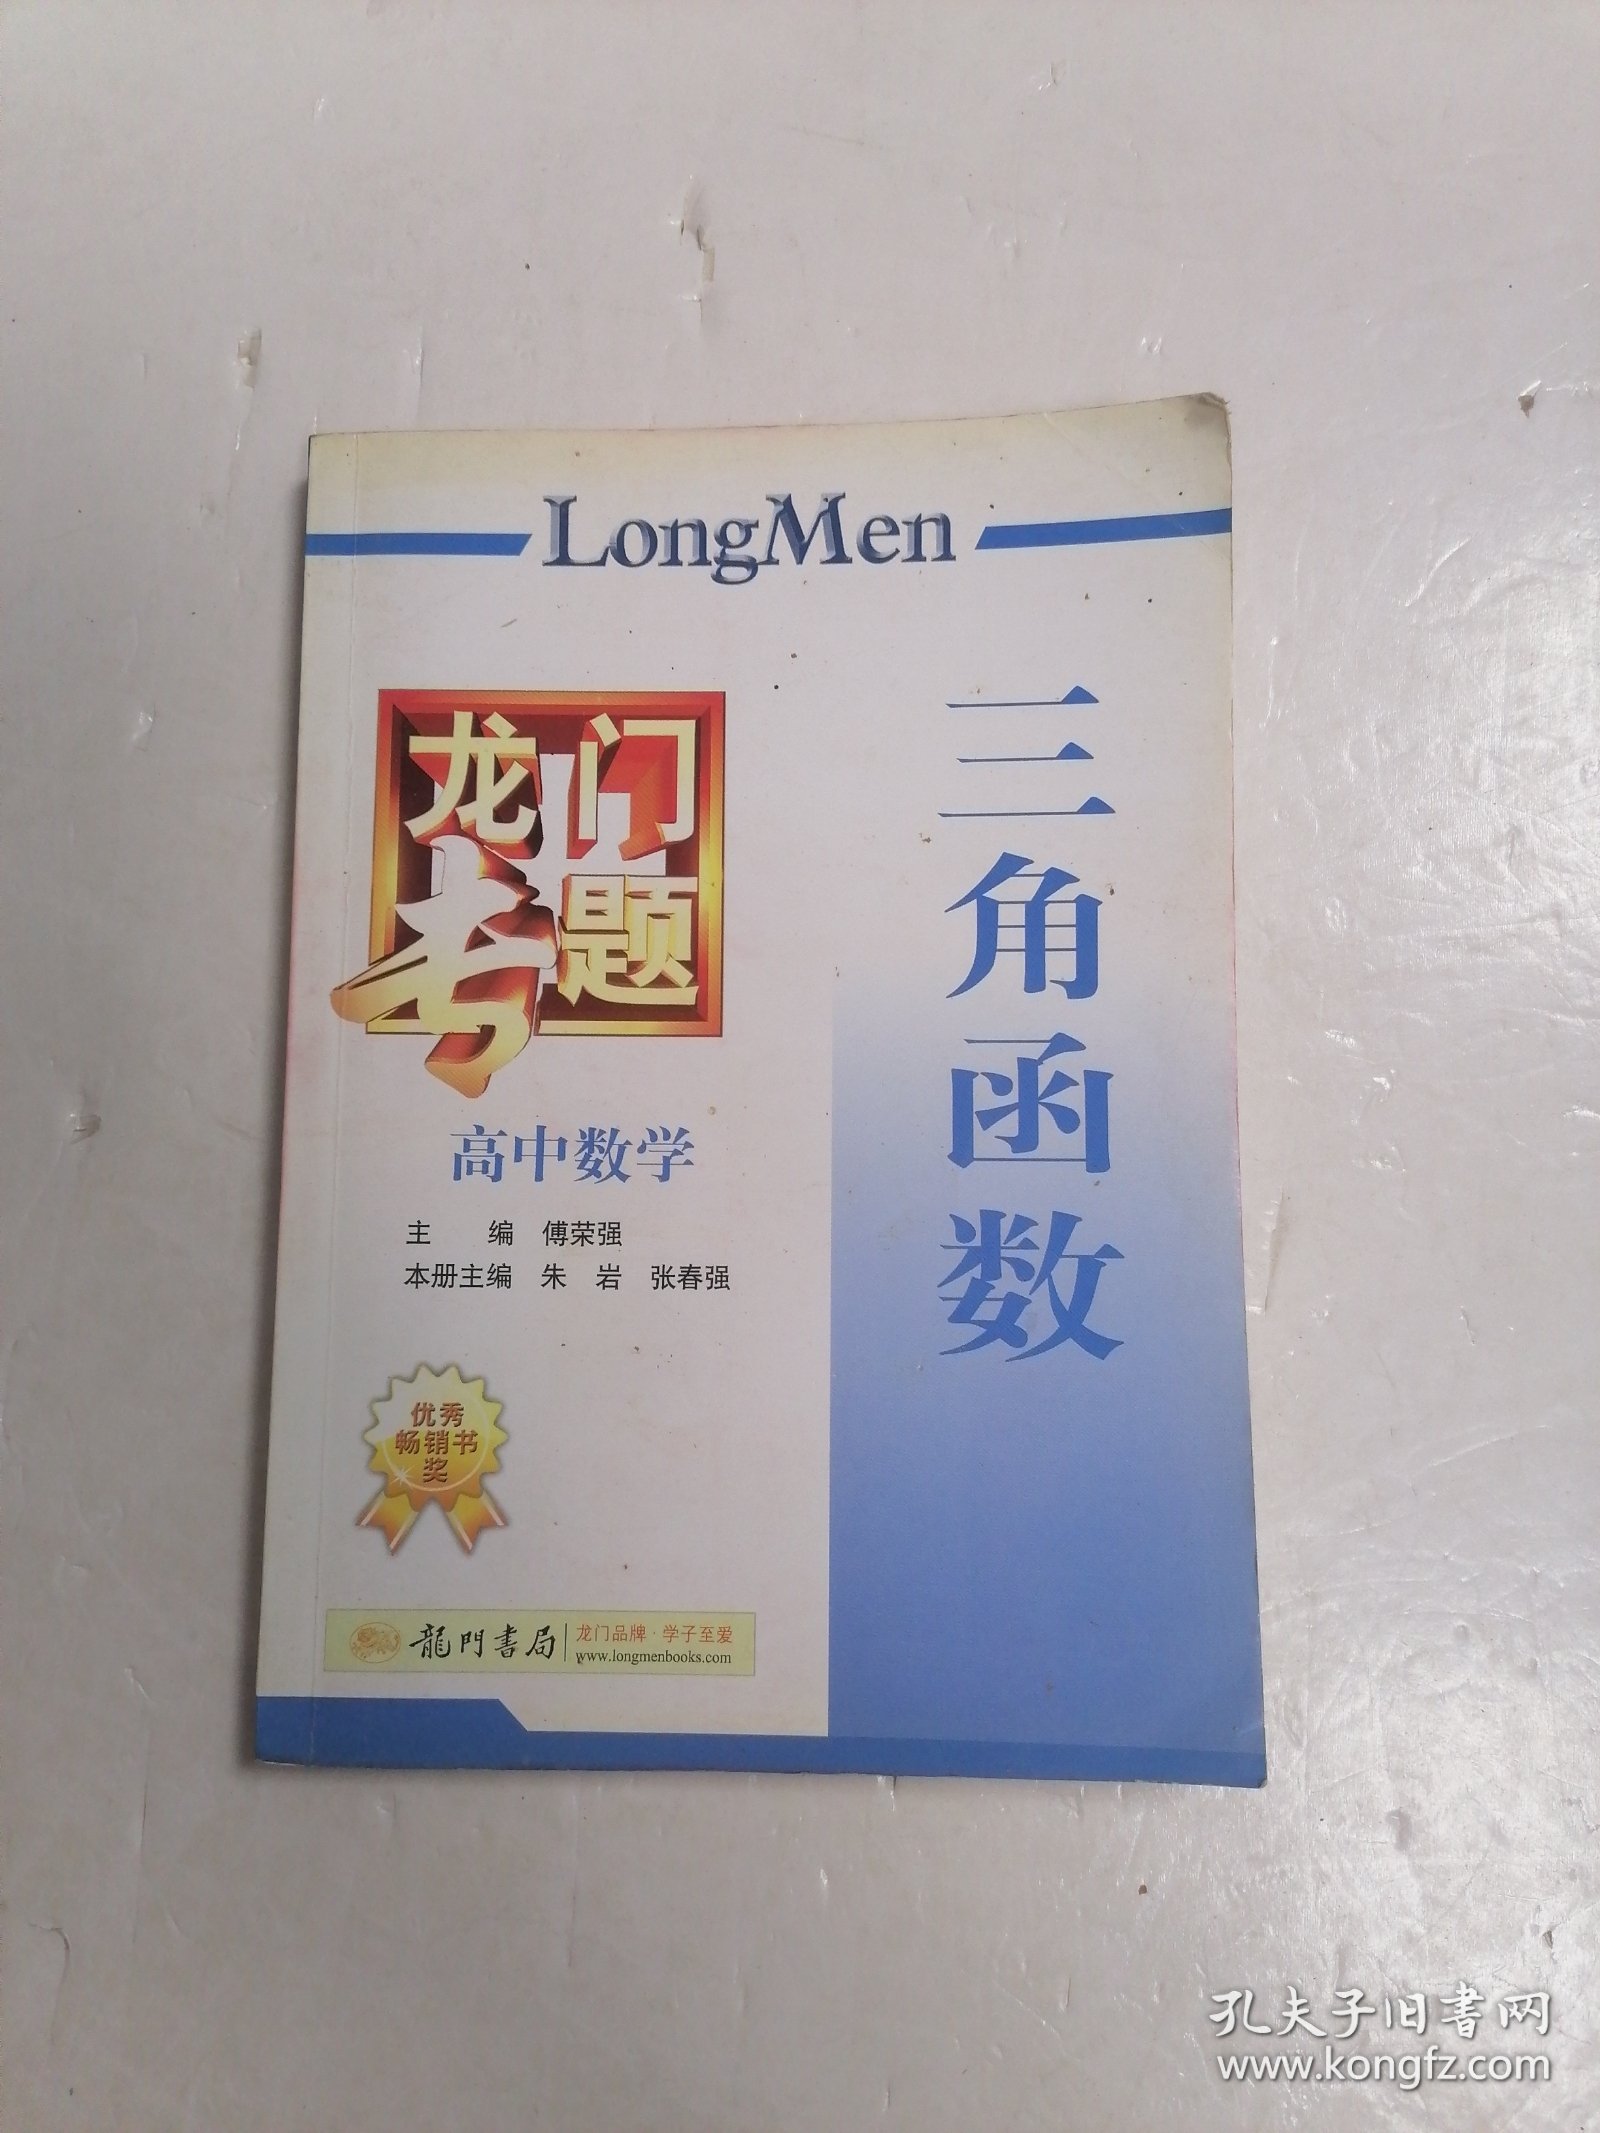 LongMen
龙门
专题
三角函数
高中数学
主 编 傅荣强
本册主编 朱 岩 张春强
优秀
畅销书
奖
龍門書局
龙门品牌·学子至爱
www.longmenbooks.com
孔夫子旧书网
www.kongfz.com